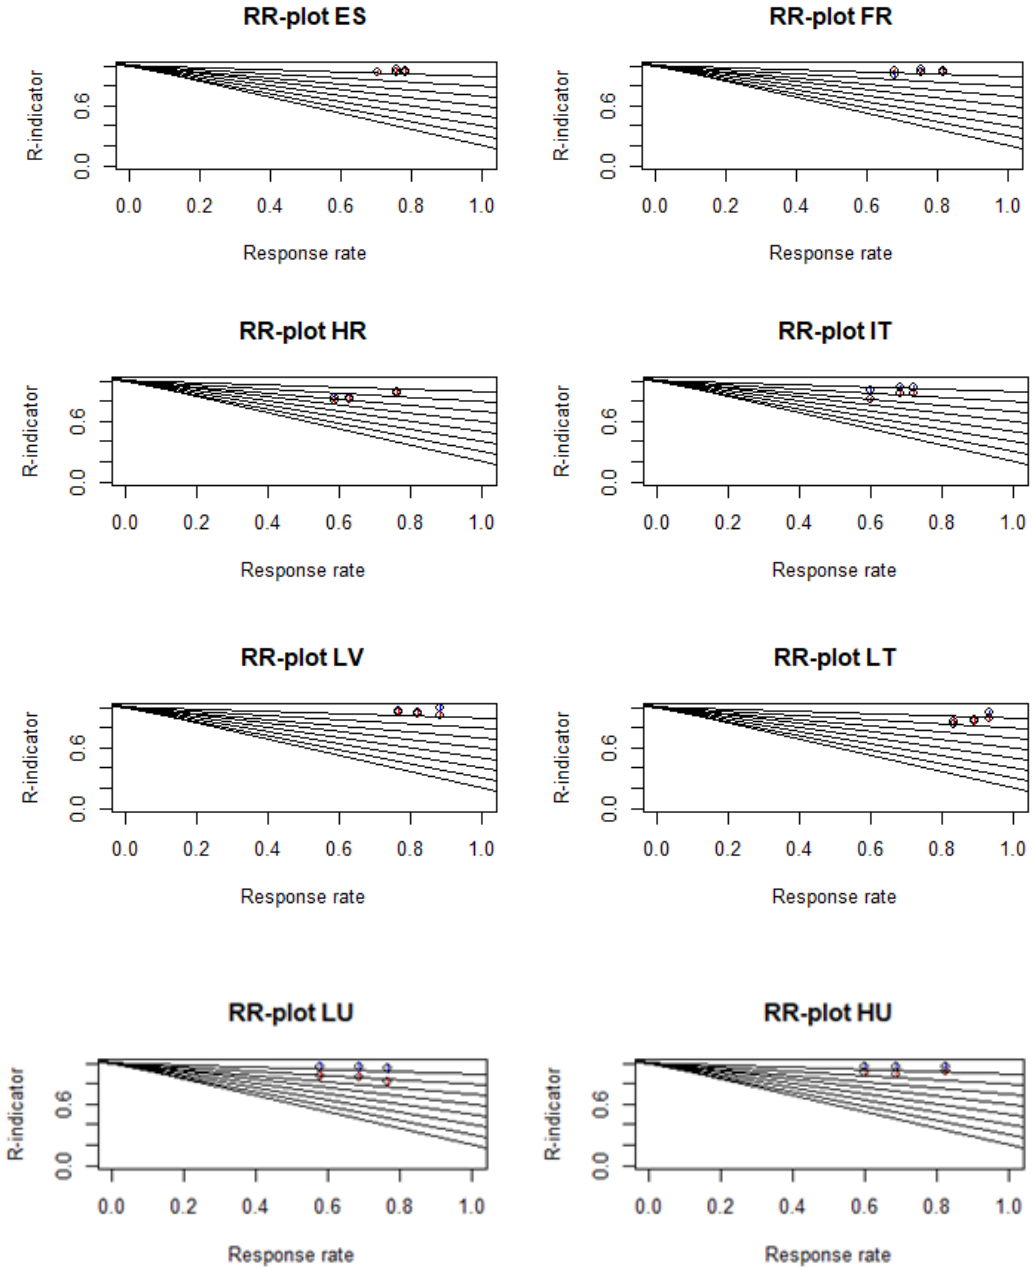 RR-plot ES
R-indicator
0.6
0.0
0.0 0.2 0.4 0.6 0.8 1.0
Response rate
RR-plot FR
R-indicator
0.6
0.0
0.0 0.2 0.4 0.6 0.8 1.0
Response rate
RR-plot HR
R-indicator
0.6
0.0
0.0 0.2 0.4 0.6 0.8 1.0
Response rate
RR-plot IT
R-indicator
0.6
0.0
0.0 0.2 0.4 0.6 0.8 1.0
Response rate
RR-plot LV
R-indicator
0.6
0.0
0.0 0.2 0.4 0.6 0.8 1.0
Response rate
RR-plot LT
R-indicator
0.6
0.0
0.0 0.2 0.4 0.6 0.8 1.0
Response rate
RR-plot LU
R-indicator
0.6
0.0
0.0 0.2 0.4 0.6 0.8 1.0
Response rate
RR-plot HU
R-indicator
0.6
0.0
0.0 0.2 0.4 0.6 0.8 1.0
Response rate